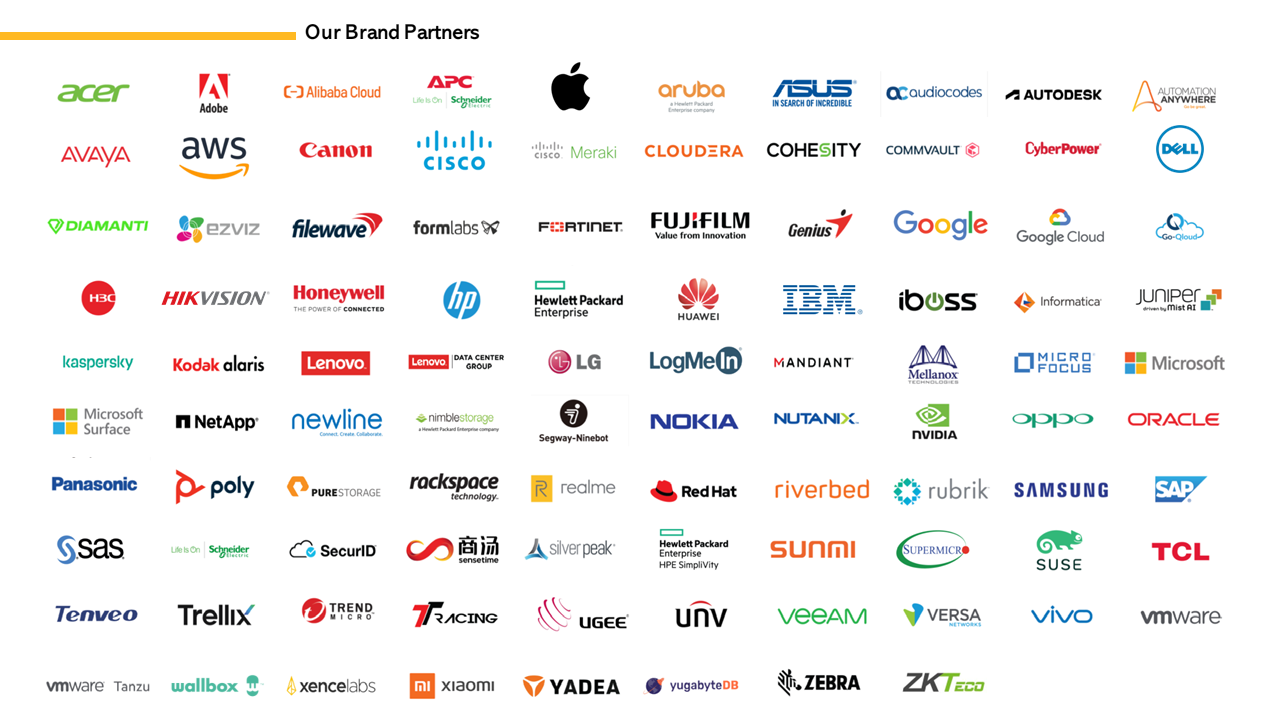 Our Brand Partners
acer
Adobe
Alibaba Cloud
APC
Life Is On | Schneider Electric
aruba
a Hewlett Packard
Enterprise company
ASUS
IN SEARCH OF INCREDIBLE
audiocodes
AUTODESK
AUTOMATION
ANYWHERE
AVAYA
aws
Canon
CISCO
CISCO Meraki
CLOUDERA
COHESITY
COMMVAULT
CyberPower
DELL
DIAMANTI
ezviz
filewave
formlabs
FORTINET
FUJIFILM
Value from Innovation
Genius
Google
Google Cloud
Go-Qloud
H3C
HIKVISION
Honeywell
THE POWER OF CONNECTED
hp
Hewlett Packard
Enterprise
HUAWEI
IBM
iboss
Informatica
JUNIPER
driven by Mist AI
kaspersky
Kodak alaris
Lenovo
Lenovo DATA CENTER
GROUP
LG
LogMeIn
MANDIANT
Mellanox
TECHNOLOGIES
MICRO
FOCUS
Microsoft
Microsoft
Surface
NetApp
newline
Connect. Create. Collaborate.
nimblestorage
a Hewlett Packard Enterprise company
Segway-Ninebot
NOKIA
NUTANIX
NVIDIA
oppo
ORACLE
Panasonic
poly
PURESTORAGE
rackspace
technology.
R realme
Red Hat
riverbed
rubrik
SAMSUNG
SAP
sas
Life Is On | Schneider Electric
SecurID
商汤
sensetime
silver peak
Hewlett Packard
Enterprise
HPE SimpliVity
SUNMI
SUPERMICRO
SUSE
TCL
Tenveo
Trellix
TREND
MICRO
TTRACING
UGEE
unv
veeam
VERSA
NETWORKS
vivo
vmware
vmware Tanzu
wallbox
xencelabs
mi xiaomi
YADEA
yugabyteDB
ZEBRA
ZKTECO